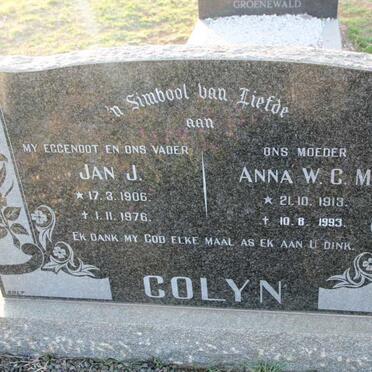 GROENEWALD
'n Simbool van Liefde
aan
MY EGGENOOT EN ONS VADER
JAN J.
* 17.3.1906.
✝ 1.11.1976.
ONS MOEDER
ANNA W.C.M.
* 21.10.1913.
✝ 10.8.1993.
EK DANK MY GOD ELKE MAAL AS EK AAN U DINK.
COLYN